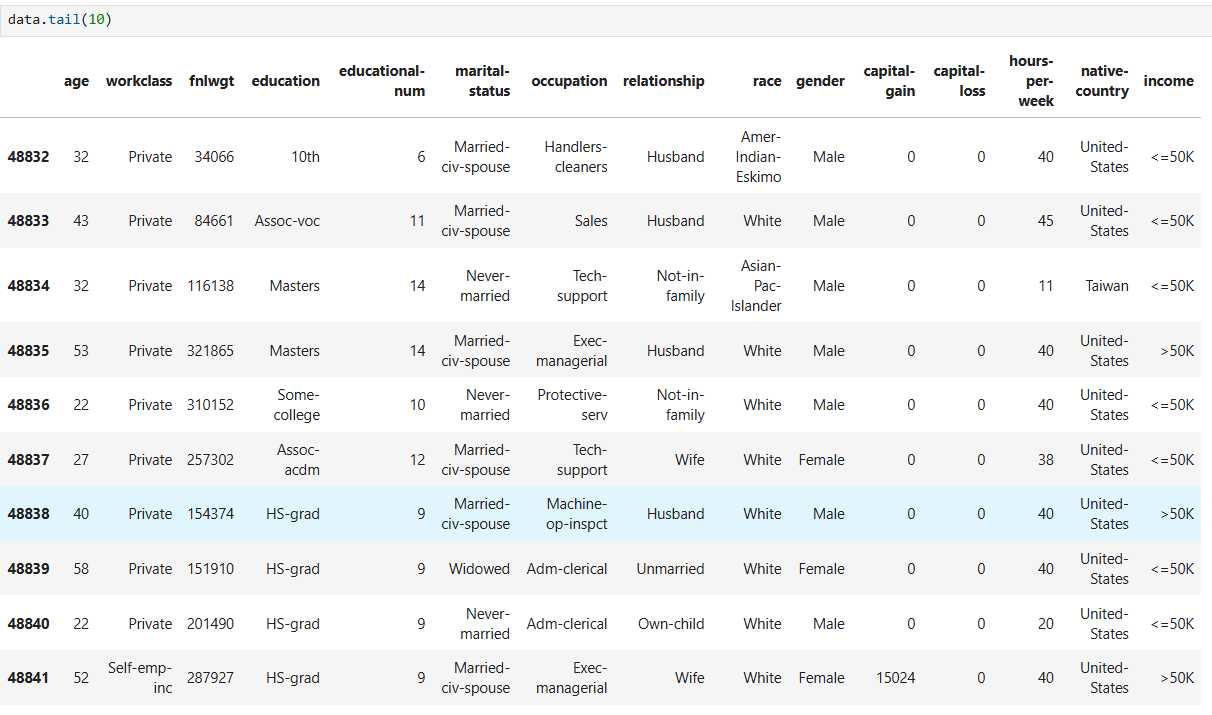 data.tail(10)
age workclass fnlwgt education educational-num marital-status occupation relationship race gender capital-gain capital-loss hours-per-week native-country income
48832 32 Private 34066 10th 6 Married-civ-spouse Handlers-cleaners Husband Amer-Indian-Eskimo Male 0 0 40 United-States <=50K
48833 43 Private 84661 Assoc-voc 11 Married-civ-spouse Sales Husband White Male 0 0 45 United-States <=50K
48834 32 Private 116138 Masters 14 Never-married Tech-support Not-in-family Asian-Pac-Islander Male 0 0 11 Taiwan <=50K
48835 53 Private 321865 Masters 14 Married-civ-spouse Exec-managerial Husband White Male 0 0 40 United-States >50K
48836 22 Private 310152 Some-college 10 Never-married Protective-serv Not-in-family White Male 0 0 40 United-States <=50K
48837 27 Private 257302 Assoc-acdm 12 Married-civ-spouse Tech-support Wife White Female 0 0 38 United-States <=50K
48838 40 Private 154374 HS-grad 9 Married-civ-spouse Machine-op-inspct Husband White Male 0 0 40 United-States >50K
48839 58 Private 151910 HS-grad 9 Widowed Adm-clerical Unmarried White Female 0 0 40 United-States <=50K
48840 22 Private 201490 HS-grad 9 Never-married Adm-clerical Own-child White Male 0 0 20 United-States <=50K
48841 52 Self-emp-inc 287927 HS-grad 9 Married-civ-spouse Exec-managerial Wife White Female 15024 0 40 United-States >50K